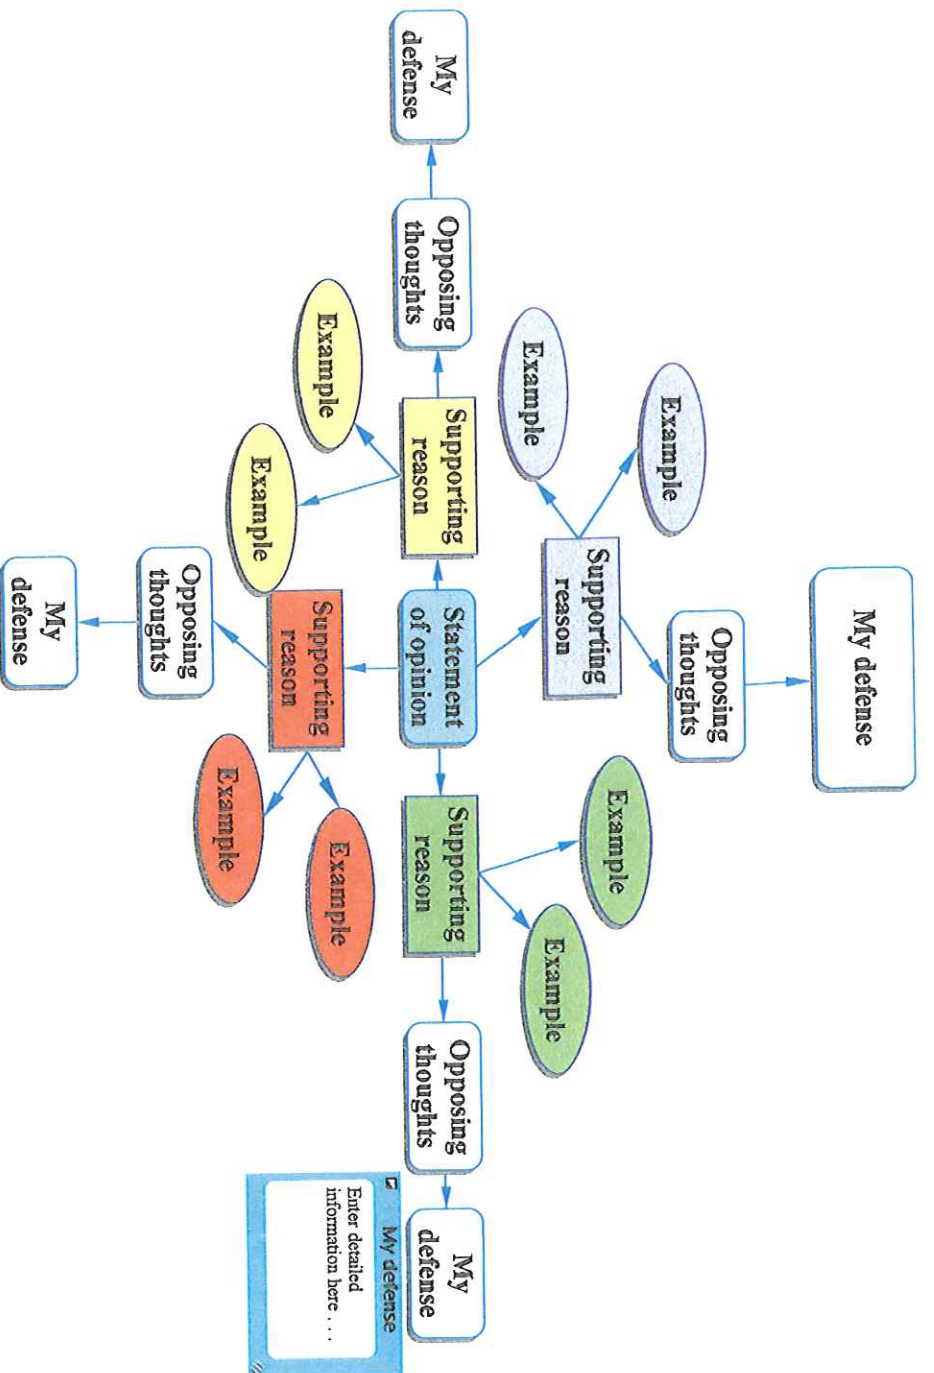 My defense
Opposing
thoughts
Example
Example
Supporting
reason
Example
Example
My
defense
Opposing
thoughts
Supporting
reason
Statement
of opinion
Supporting
reason
Opposing
thoughts
My
defense
My defense
Enter detailed
information here . . .
Example
Example
Supporting
reason
Example
Example
Opposing
thoughts
My
defense